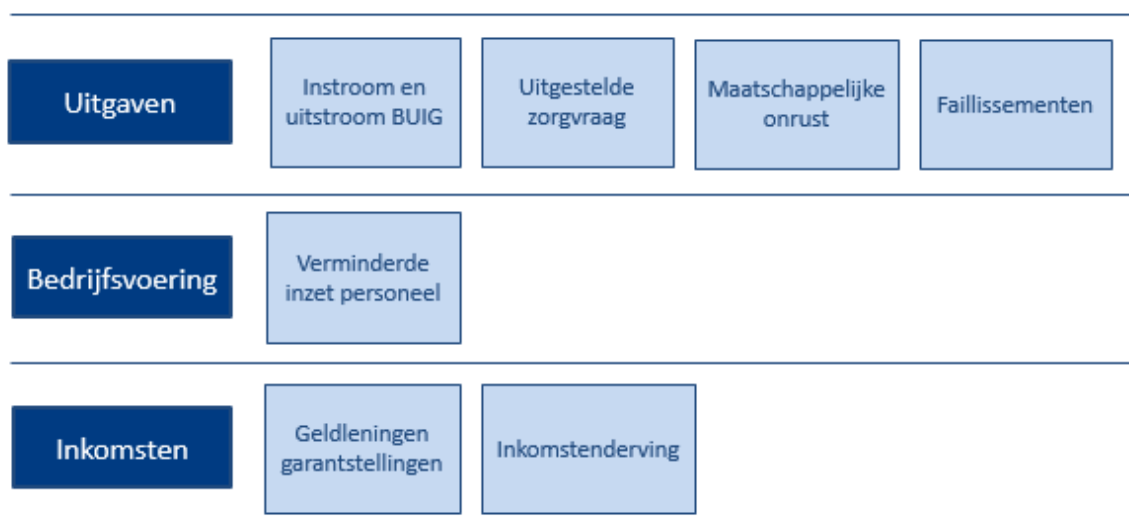 Uitgaven
Instroom en
uitstroom BUIG
Uitgestelde
zorgvraag
Maatschappelijke
onrust
Faillissementen
Bedrijfsvoering
Verminderde
inzet personeel
Inkomsten
Geldleningen
garantstellingen
Inkomstenderving